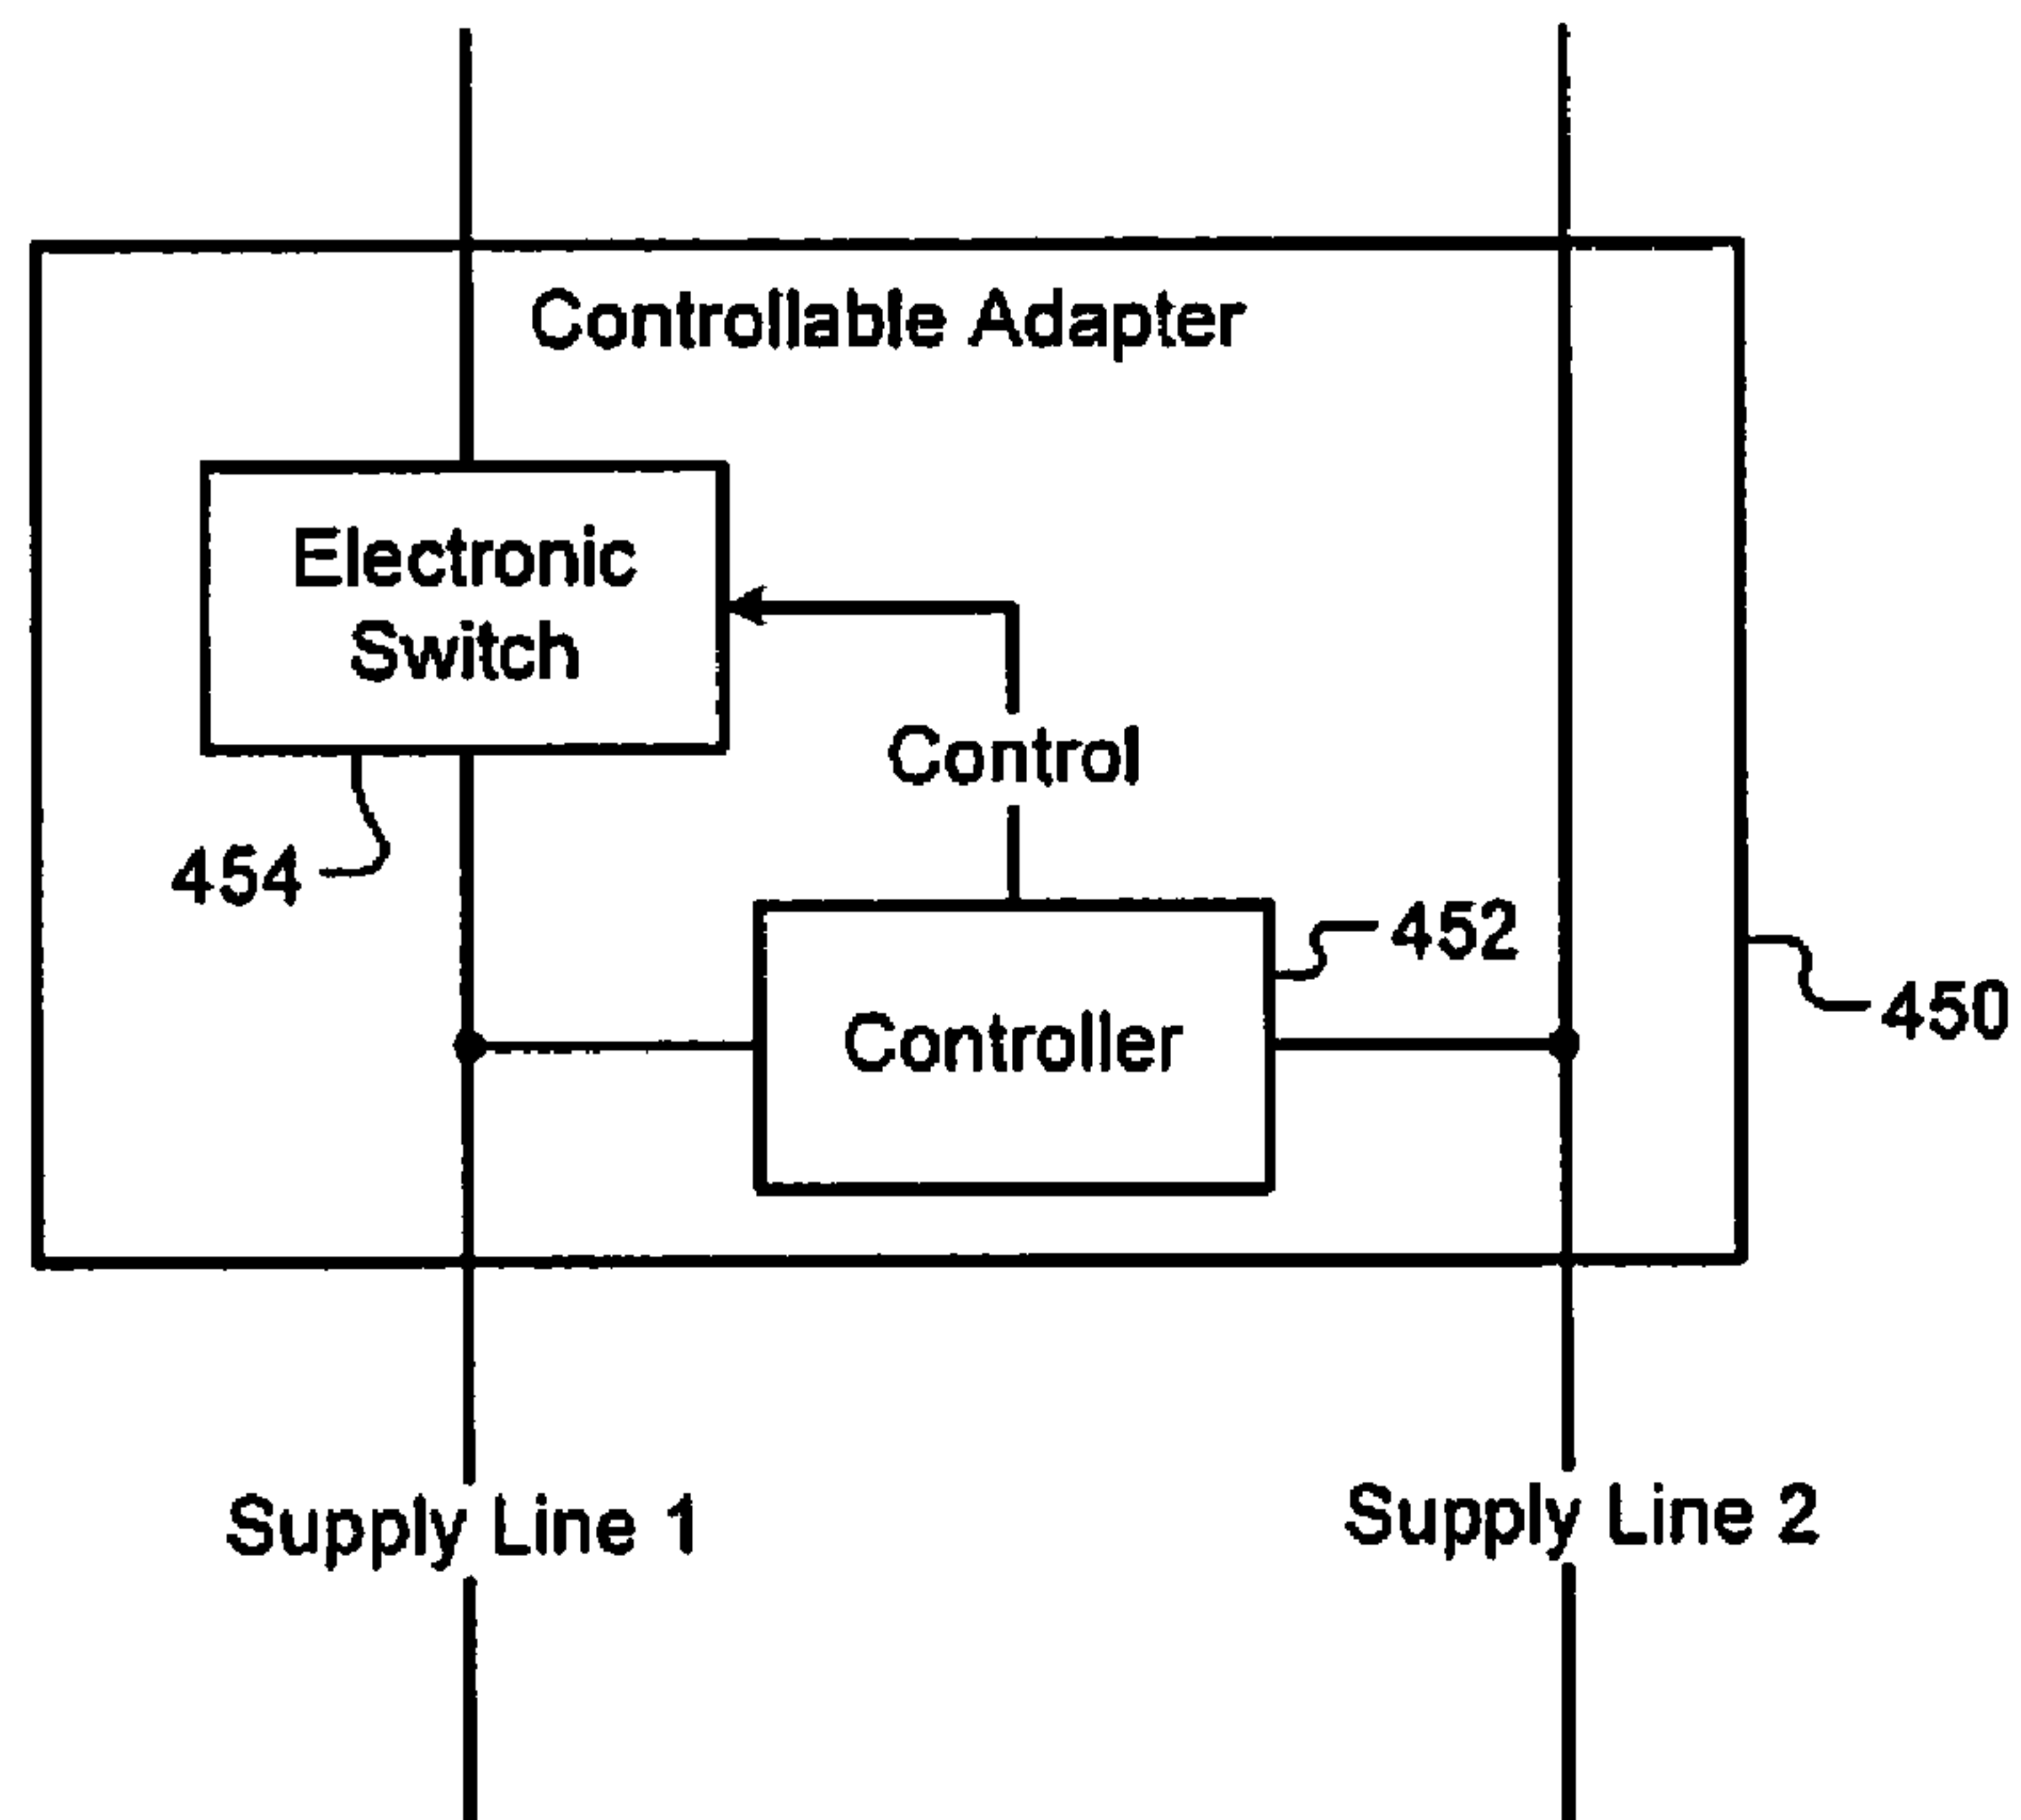 Controllable Adapter
Electronic
Switch
Control
454
452
Controller
450
Supply Line 1
Supply Line 2